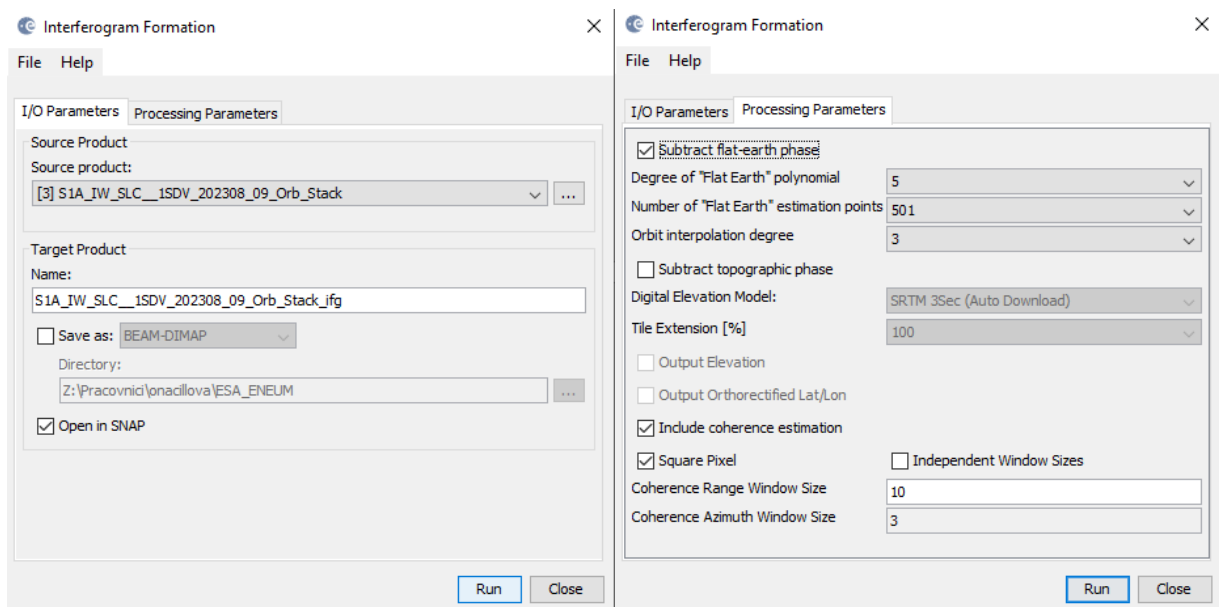 Interferogram Formation
File Help
I/O Parameters Processing Parameters
Source Product
Source product:
[3] S1A_IW_SLC__1SDV_202308_09_Orb_Stack
...
Target Product
Name:
S1A_IW_SLC__1SDV_202308_09_Orb_Stack_ifg
Save as: BEAM-DIMAP
Directory:
Z:\Pracovnici\onacillova\ESA_ENEUM
...
Open in SNAP
Run Close
Interferogram Formation
File Help
I/O Parameters Processing Parameters
Subtract flat-earth phase
Degree of "Flat Earth" polynomial 5
Number of "Flat Earth" estimation points 501
Orbit interpolation degree 3
Subtract topographic phase
Digital Elevation Model: SRTM 3Sec (Auto Download)
Tile Extension [%] 100
Output Elevation
Output Orthorectified Lat/Lon
Include coherence estimation
Square Pixel Independent Window Sizes
Coherence Range Window Size 10
Coherence Azimuth Window Size 3
Run Close